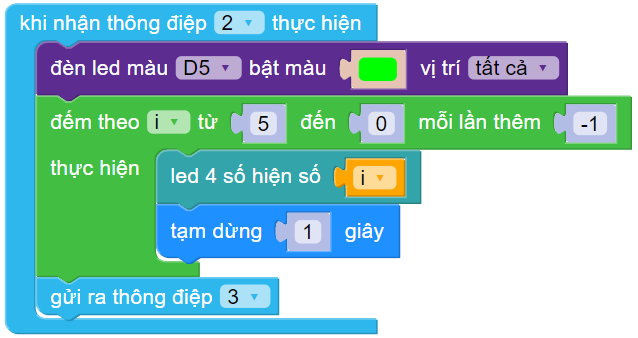 khi nhận thông điệp 2 thực hiện
đèn led màu D5 bật màu vị trí tất cả
đếm theo i từ 5 đến 0 mỗi lần thêm -1
thực hiện
led 4 số hiện số i
tạm dừng 1 giây
gửi ra thông điệp 3